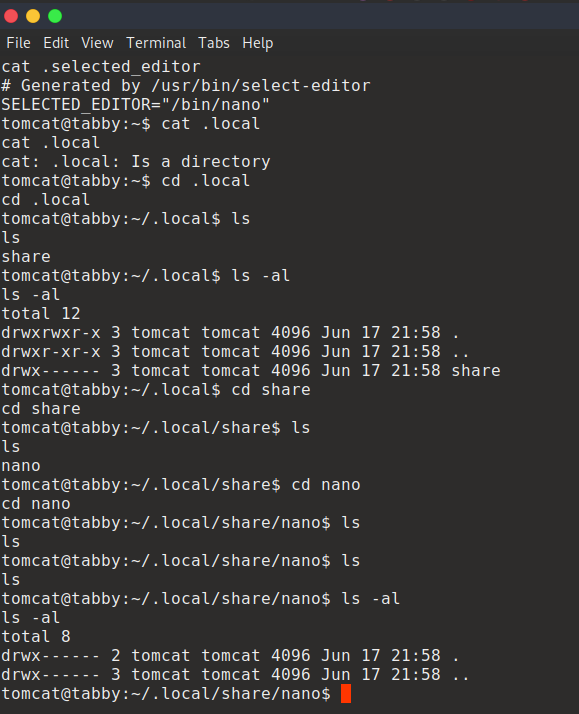 File Edit View Terminal Tabs Help
cat .selected_editor
# Generated by /usr/bin/select-editor
SELECTED_EDITOR="/bin/nano"
tomcat@tabby:~$ cat .local
cat .local
cat: .local: Is a directory
tomcat@tabby:~$ cd .local
cd .local
tomcat@tabby:~/.local$ ls
ls
share
tomcat@tabby:~/.local$ ls -al
ls -al
total 12
drwxrwxr-x 3 tomcat tomcat 4096 Jun 17 21:58 .
drwxr-xr-x 3 tomcat tomcat 4096 Jun 17 21:58 ..
drwx------ 3 tomcat tomcat 4096 Jun 17 21:58 share
tomcat@tabby:~/.local$ cd share
cd share
tomcat@tabby:~/.local/share$ ls
ls
nano
tomcat@tabby:~/.local/share$ cd nano
cd nano
tomcat@tabby:~/.local/share/nano$ ls
ls
tomcat@tabby:~/.local/share/nano$ ls
ls
tomcat@tabby:~/.local/share/nano$ ls -al
ls -al
total 8
drwx------ 2 tomcat tomcat 4096 Jun 17 21:58 .
drwx------ 3 tomcat tomcat 4096 Jun 17 21:58 ..
tomcat@tabby:~/.local/share/nano$